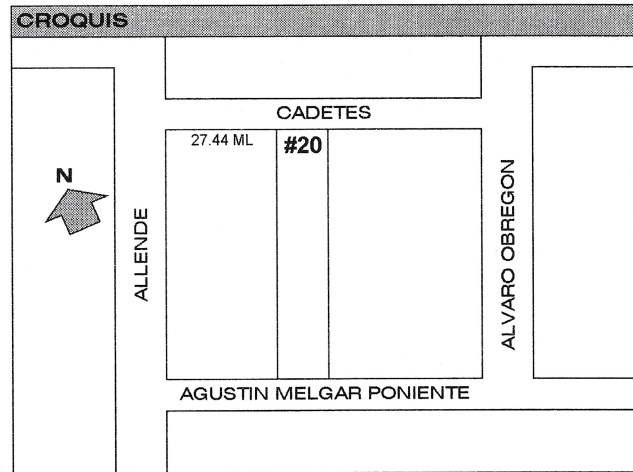 CROQUIS
CADETES
27.44 ML
#20
N
ALLENDE
ALVARO OBREGON
AGUSTIN MELGAR PONIENTE